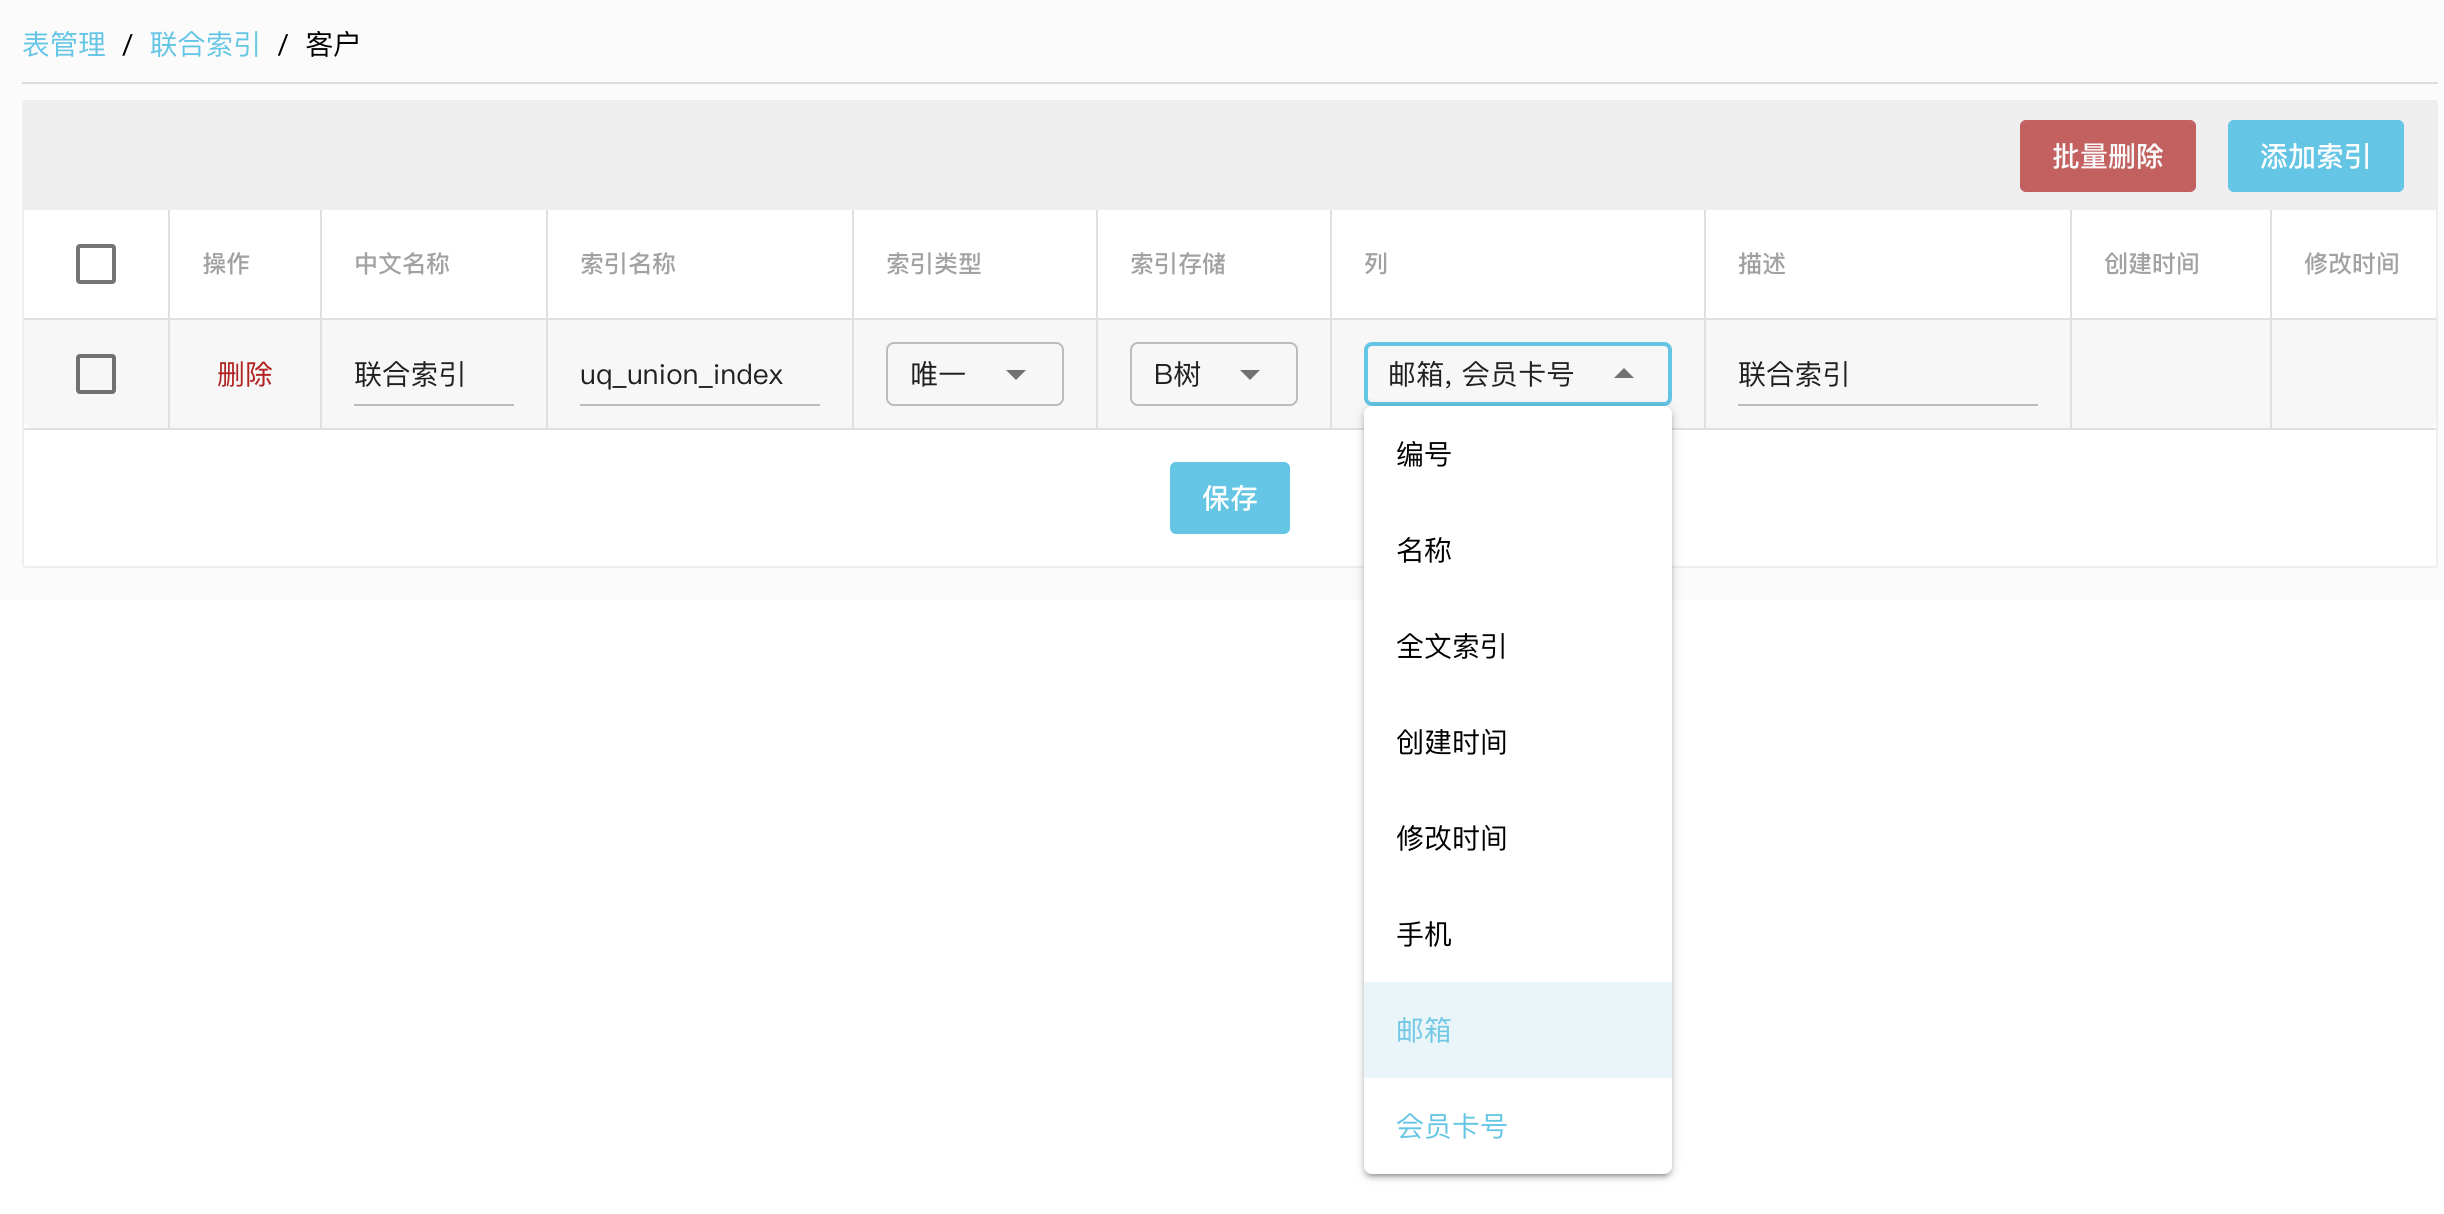 表管理 / 联合索引 / 客户
批量删除 添加索引
操作 中文名称 索引名称 索引类型 索引存储 列 描述 创建时间 修改时间
删除 联合索引 uq_union_index 唯一 B树 邮箱, 会员卡号 联合索引
编号
保存
名称
全文索引
创建时间
修改时间
手机
邮箱
会员卡号